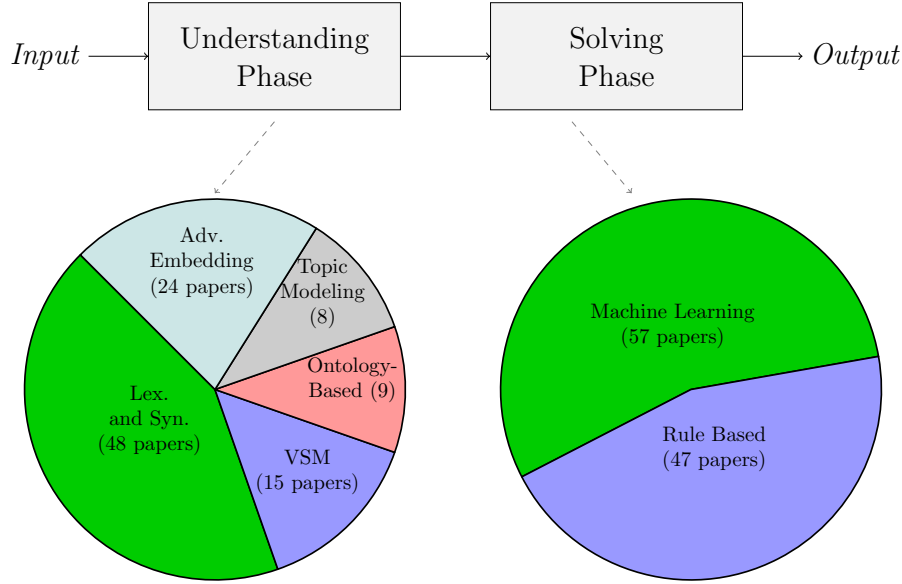 Input
Understanding
Phase
Solving
Phase
Output
Adv.
Embedding
(24 papers)
Topic
Modeling
(8)
Ontology-
Based (9)
Lex.
and Syn.
(48 papers)
VSM
(15 papers)
Machine Learning
(57 papers)
Rule Based
(47 papers)